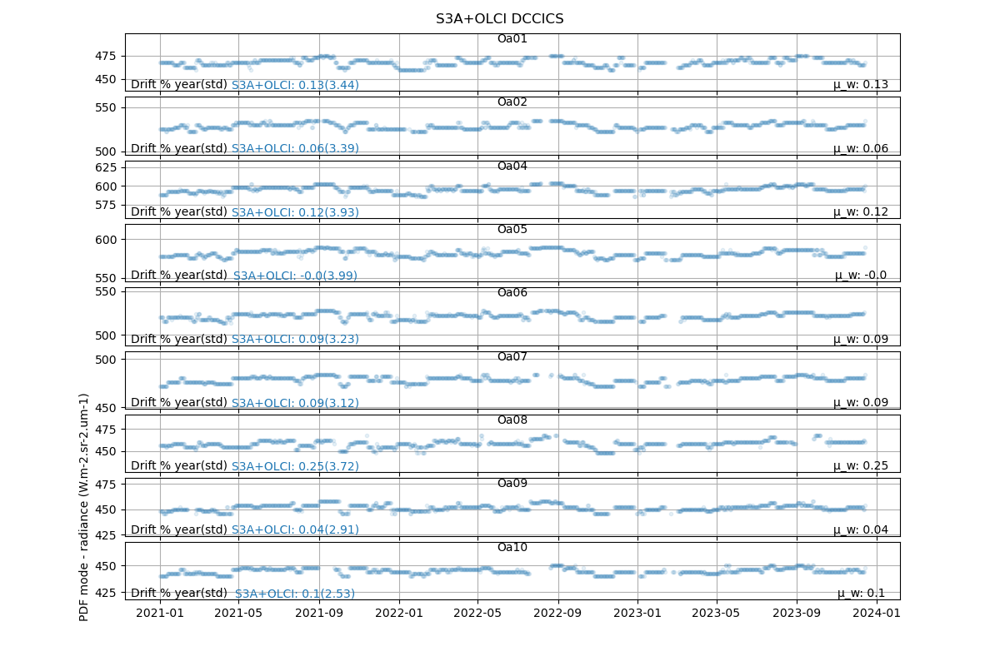 S3A+OLCI DCCICS
Oa01
475
450
Drift % year(std) S3A+OLCI: 0.13(3.44)
μ_w: 0.13
Oa02
550
500
Drift % year(std) S3A+OLCI: 0.06(3.39)
μ_w: 0.06
Oa04
625
600
575
Drift % year(std) S3A+OLCI: 0.12(3.93)
μ_w: 0.12
Oa05
600
550
Drift % year(std) S3A+OLCI: -0.0(3.99)
μ_w: -0.0
Oa06
550
500
Drift % year(std) S3A+OLCI: 0.09(3.23)
μ_w: 0.09
Oa07
500
450
Drift % year(std) S3A+OLCI: 0.09(3.12)
μ_w: 0.09
Oa08
475
450
Drift % year(std) S3A+OLCI: 0.25(3.72)
μ_w: 0.25
Oa09
475
450
425
Drift % year(std) S3A+OLCI: 0.04(2.91)
μ_w: 0.04
Oa10
450
425
Drift % year(std) S3A+OLCI: 0.1(2.53)
μ_w: 0.1
PDF mode - radiance (W.m-2.sr-2.um-1)
2021-01 2021-05 2021-09 2022-01 2022-05 2022-09 2023-01 2023-05 2023-09 2024-01